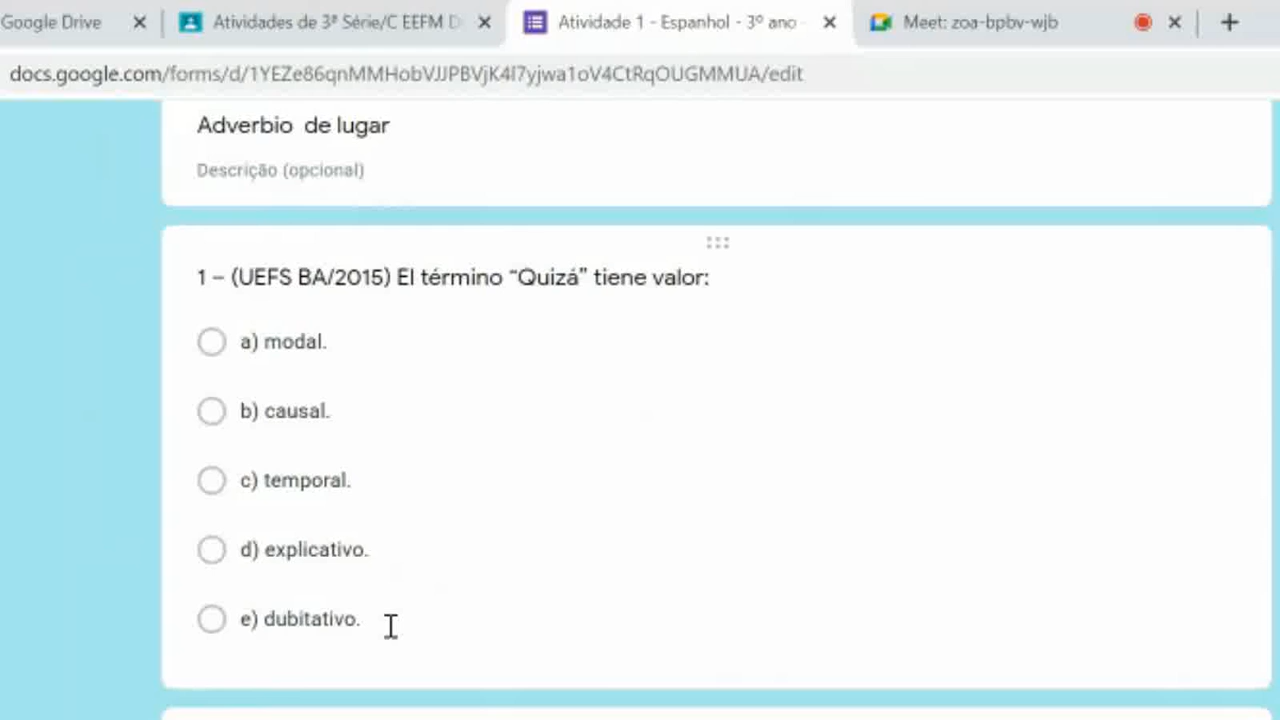 Google Drive
Atividades de 3ª Série/C EEFM D
Atividade 1 - Espanhol - 3º ano -
Meet: zoa-bpbv-wjb
docs.google.com/forms/d/1YEZe86qnMMHobVJJPBVjK4l7yjwa1oV4CtRqOUGMMUA/edit
Adverbio de lugar
Descrição (opcional)
1 – (UEFS BA/2015) El término “Quizá” tiene valor:
a) modal.
b) causal.
c) temporal.
d) explicativo.
e) dubitativo.